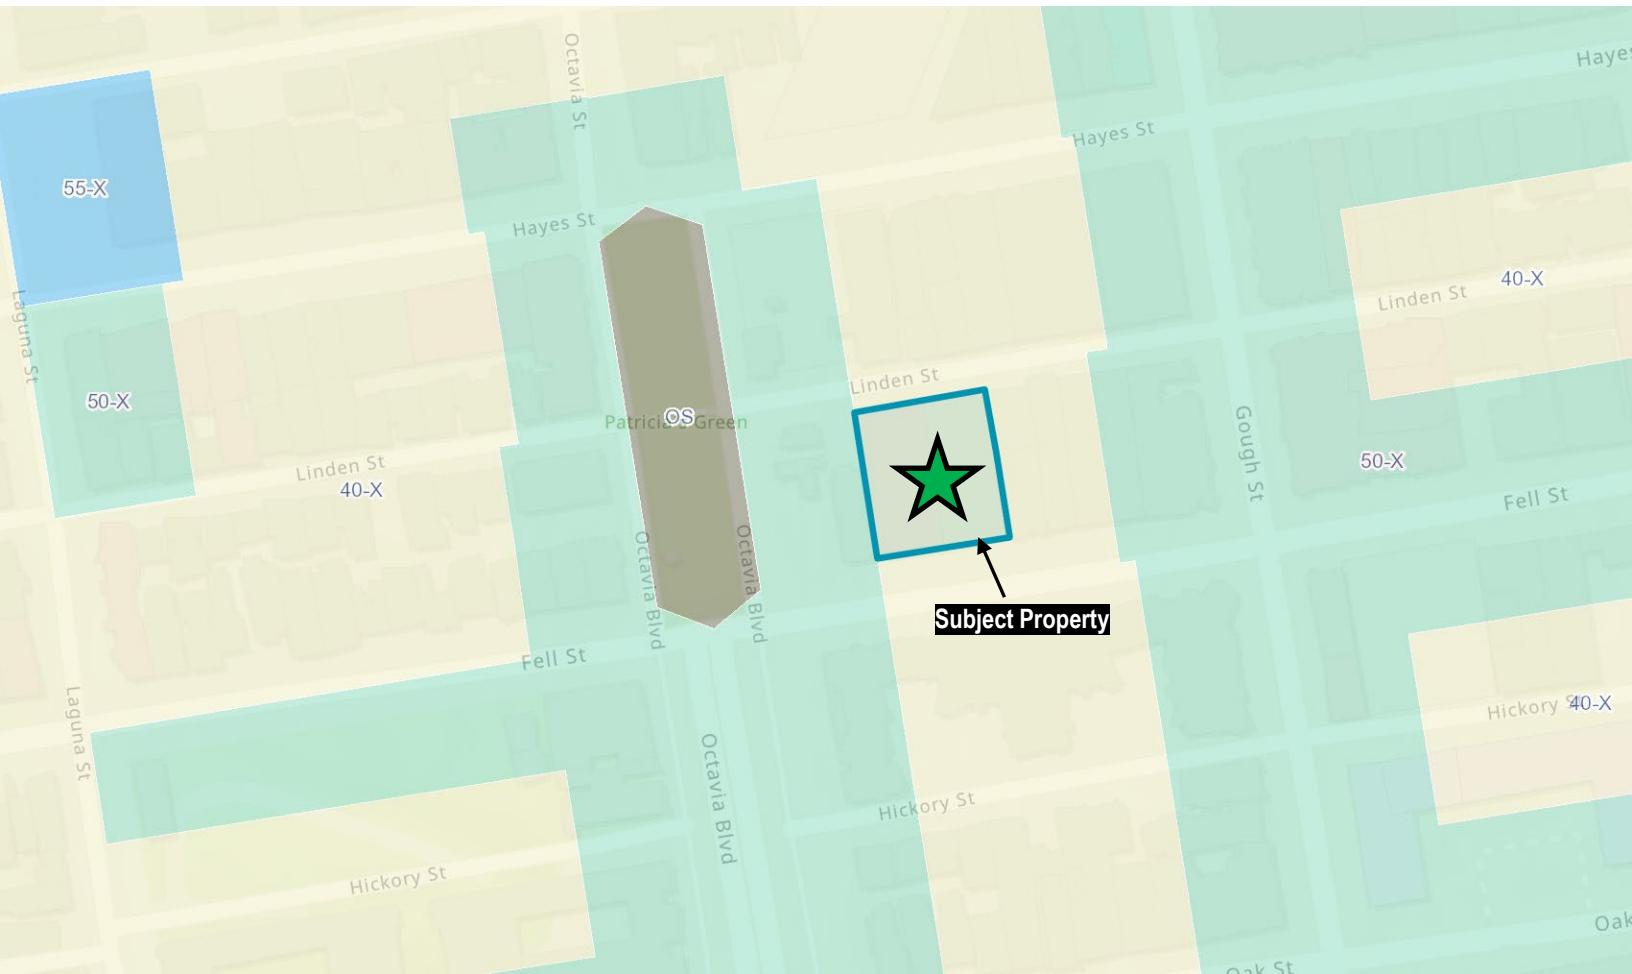 Octavia St
Hayes
Hayes St
55-X
Hayes St
40-X
Linden St
Laguna St
Linden St
50-X
OS
Patricia's Green
Gough St
Linden St
40-X
50-X
Fell St
Octavia Blvd
Octavia Blvd
Subject Property
Fell St
Laguna St
Hickory St
40-X
Octavia Blvd
Hickory St
Hickory St
Oak
Oak St